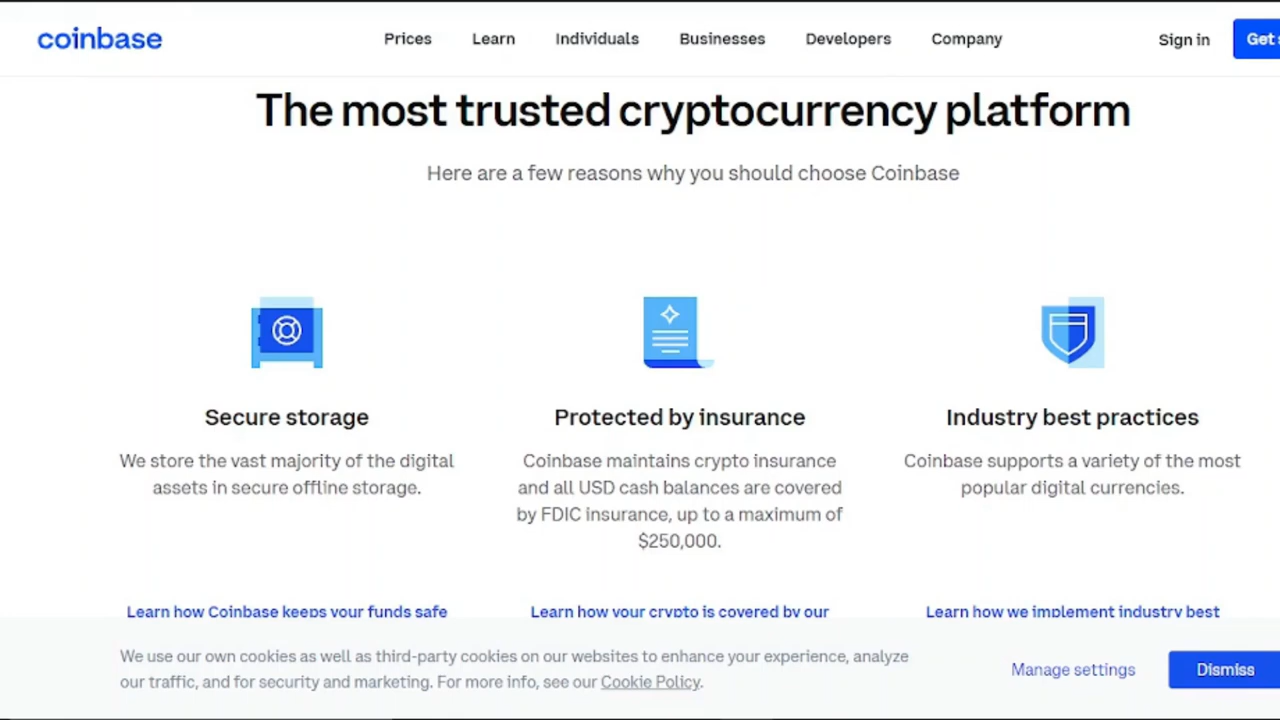 coinbase
Prices
Learn
Individuals
Businesses
Developers
Company
Sign in
Get
The most trusted cryptocurrency platform
Here are a few reasons why you should choose Coinbase
Secure storage
We store the vast majority of the digital
assets in secure offline storage.
Learn how Coinbase keeps your funds safe
Protected by insurance
Coinbase maintains crypto insurance
and all USD cash balances are covered
by FDIC insurance, up to a maximum of
$250,000.
Learn how your crypto is covered by our
Industry best practices
Coinbase supports a variety of the most
popular digital currencies.
Learn how we implement industry best
We use our own cookies as well as third-party cookies on our websites to enhance your experience, analyze
our traffic, and for security and marketing. For more info, see our Cookie Policy.
Manage settings
Dismiss